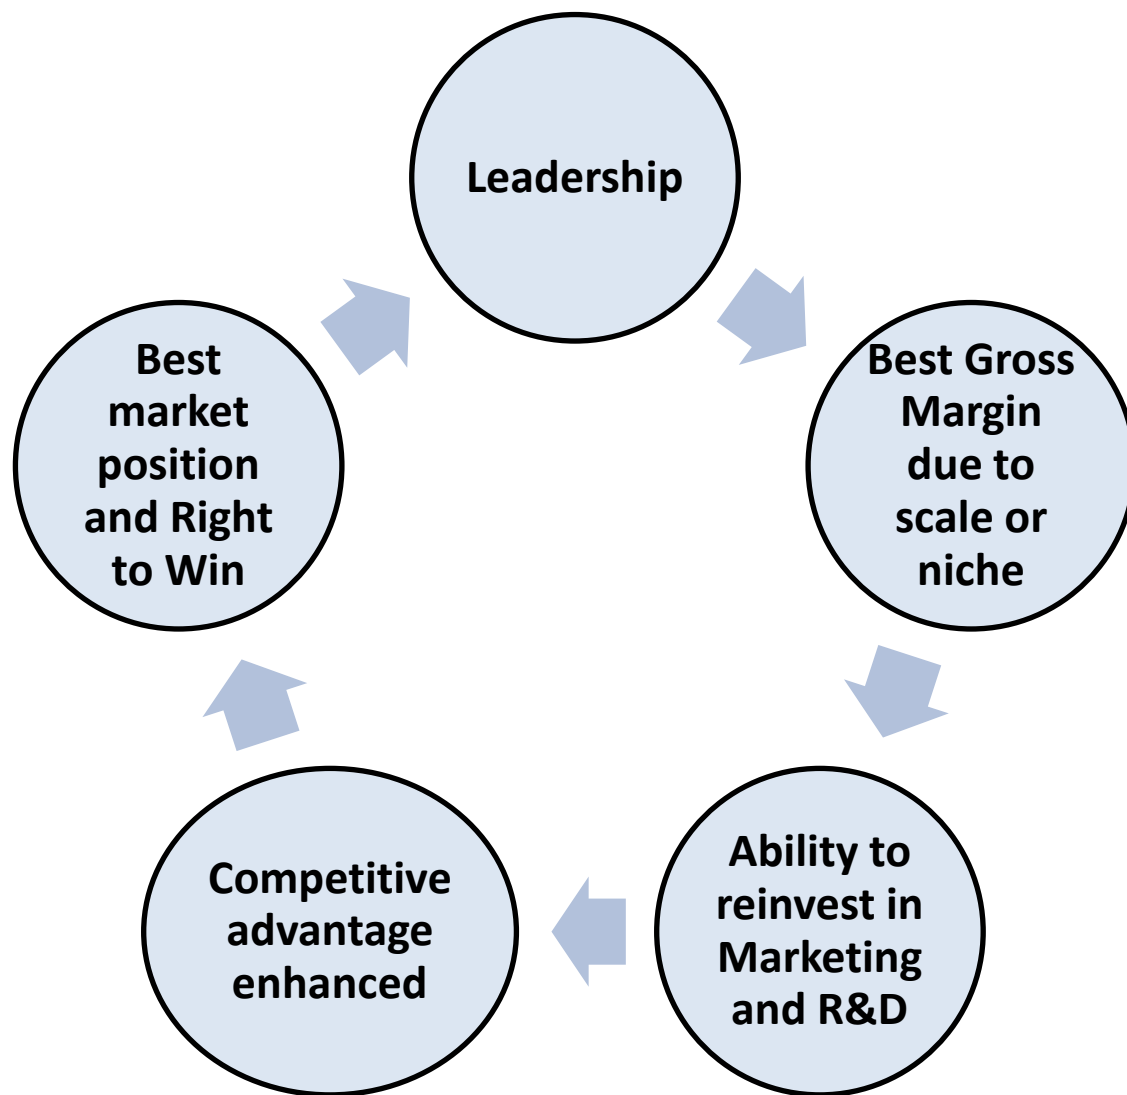 Leadership
Best Gross
Margin
due to
scale or
niche
Ability to
reinvest in
Marketing
and R&D
Competitive
advantage
enhanced
Best
market
position
and Right
to Win